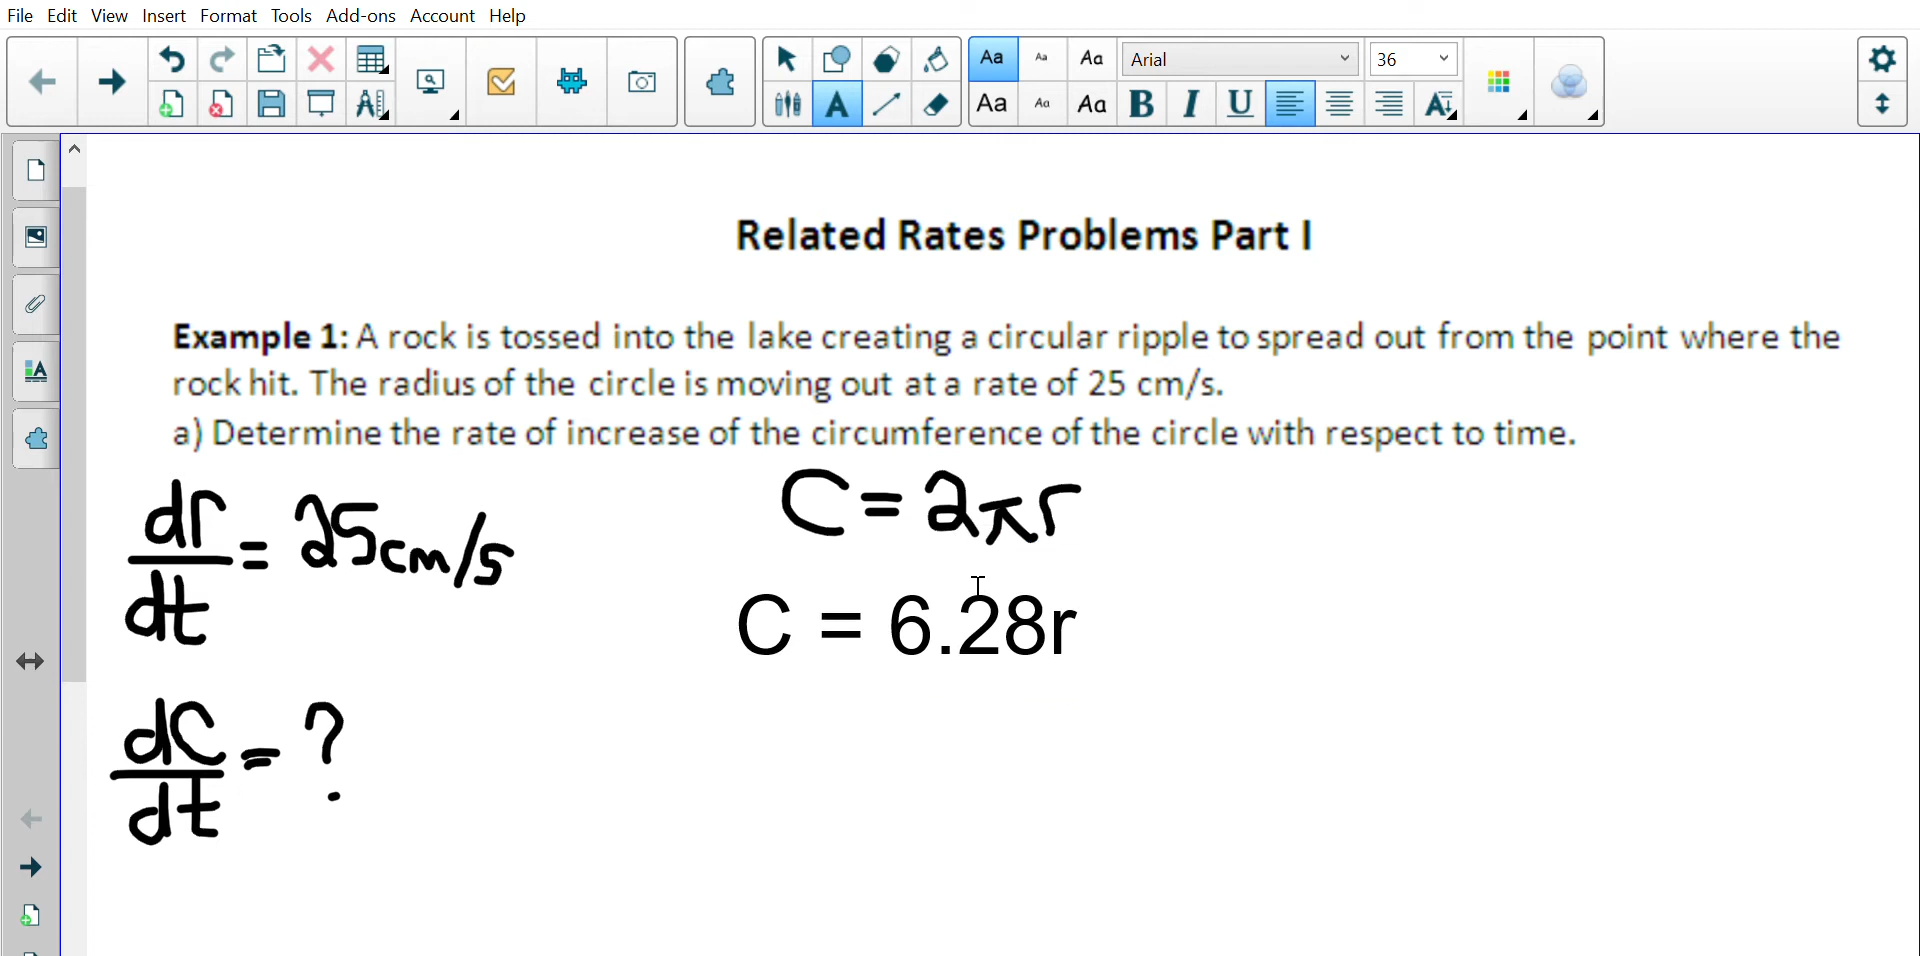 File Edit View Insert Format Tools Add-ons Account Help
Aa Aa Aa Arial 36
A Aa Aa Aa B I U A
Related Rates Problems Part I
Example 1: A rock is tossed into the lake creating a circular ripple to spread out from the point where the
rock hit. The radius of the circle is moving out at a rate of 25 cm/s.
a) Determine the rate of increase of the circumference of the circle with respect to time.
dr/dt = 25cm/s
C = 2πr
C = 6.28r
dC/dt = ?